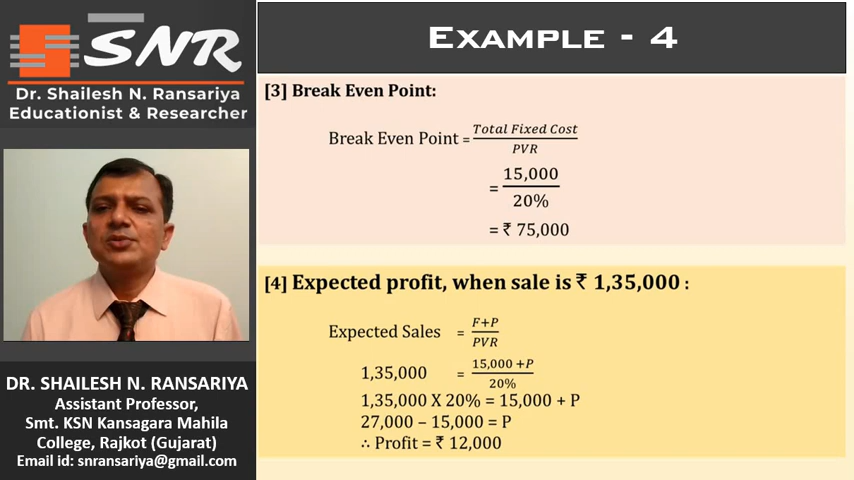 SNR
Dr. Shailesh N. Ransariya
Educationist & Researcher
DR. SHAILESH N. RANSARIYA
Assistant Professor,
Smt. KSN Kansagara Mahila
College, Rajkot (Gujarat)
Email id: snransariya@gmail.com
EXAMPLE - 4
[3] Break Even Point:
Break Even Point = Total Fixed Cost / PVR
= 15,000 / 20%
= ₹ 75,000
[4] Expected profit, when sale is ₹ 1,35,000 :
Expected Sales = F+P / PVR
1,35,000 = 15,000 +P / 20%
1,35,000 X 20% = 15,000 + P
27,000 – 15,000 = P
∴ Profit = ₹ 12,000